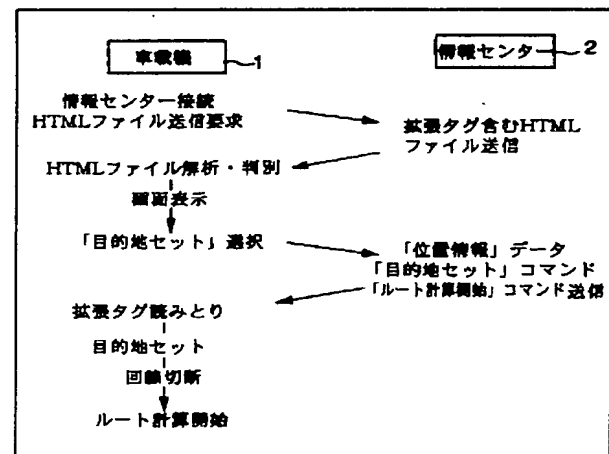 車載機 1
情報センタ 2
情報センター接続
HTMLファイル送信要求
拡張タグ含むHTML
ファイル送信
HTMLファイル解析・判別
画面表示
「目的地セット」選択
「位置情報」データ
「目的地セット」コマンド
「ルート計算開始」コマンド送信
拡張タグ読みとり
目的地セット
回線切断
ルート計算開始